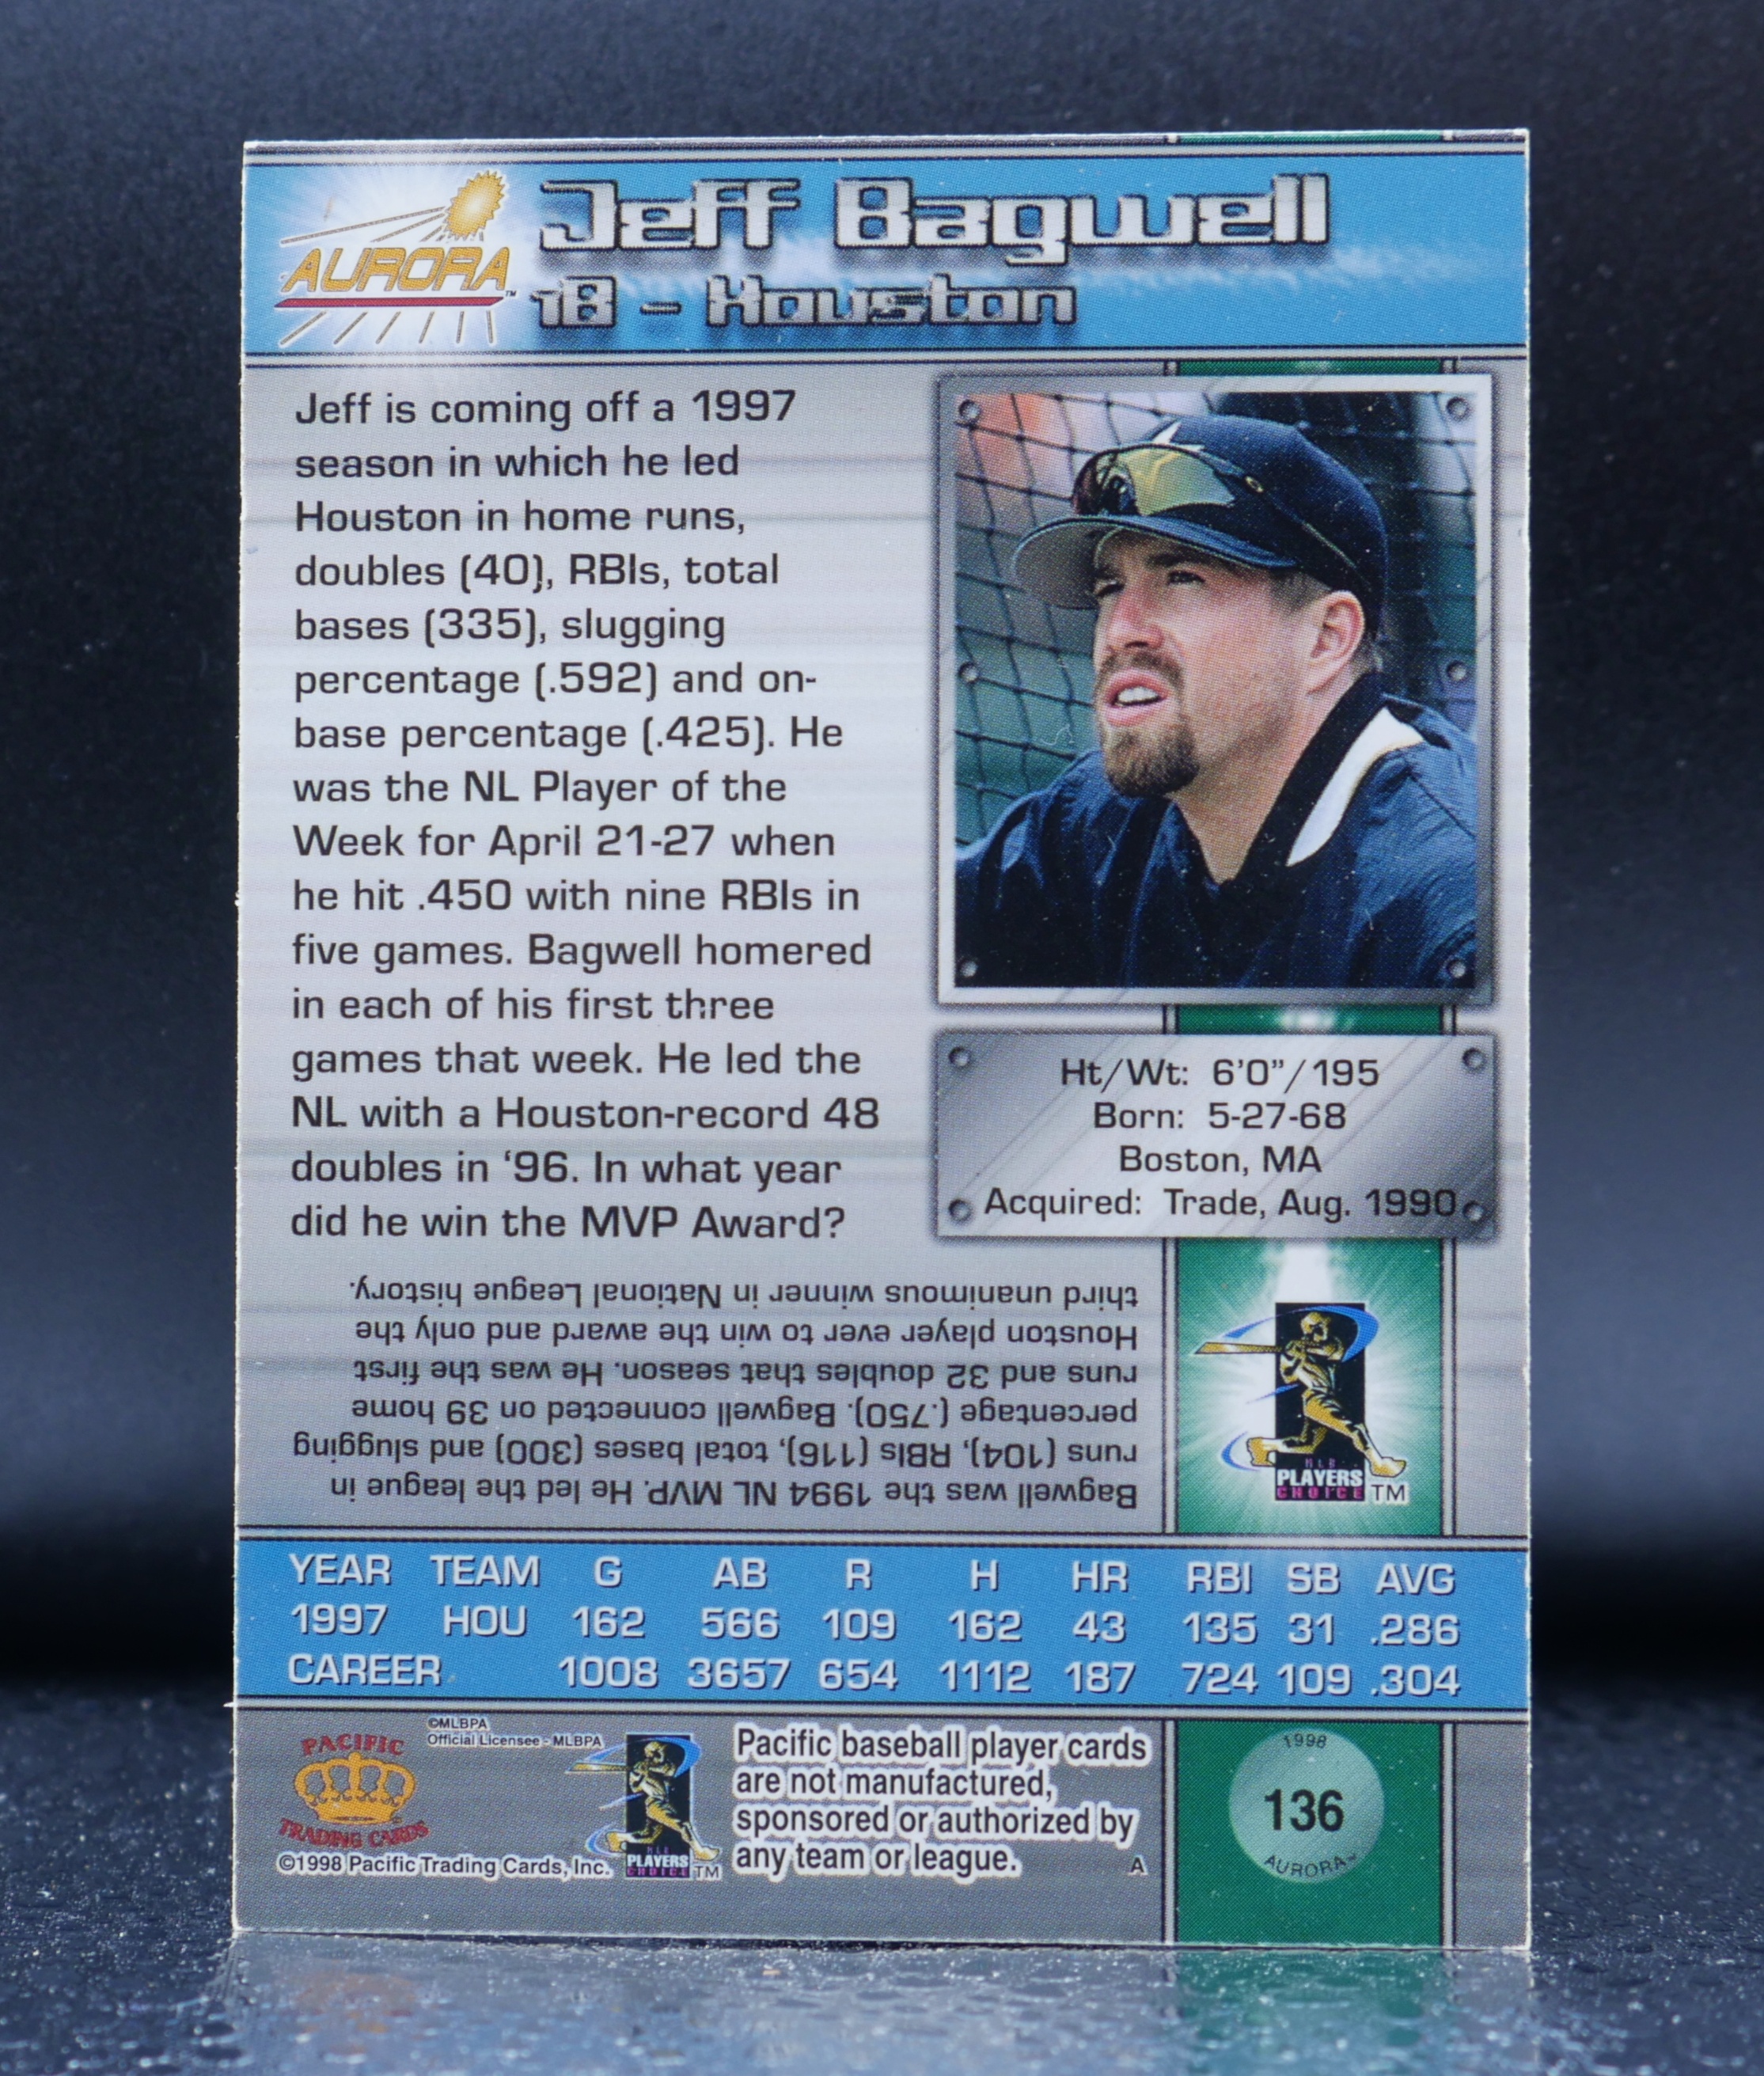 AURORA™
Jeff Bagwell
1B - Houston
Jeff is coming off a 1997
season in which he led
Houston in home runs,
doubles (40), RBIs, total
bases (335), slugging
percentage (.592) and on-
base percentage (.425). He
was the NL Player of the
Week for April 21-27 when
he hit .450 with nine RBIs in
five games. Bagwell homered
in each of his first three
games that week. He led the
NL with a Houston-record 48
doubles in ‘96. In what year
did he win the MVP Award?
Ht/Wt: 6’0”/195
Born: 5-27-68
Boston, MA
Acquired: Trade, Aug. 1990
Bagwell was the 1994 NL MVP. He led the league in
runs (104), RBIs (116), total bases (300) and slugging
percentage (.750). Bagwell connected on 39 home
runs and 32 doubles that season. He was the first
Houston player ever to win the award and only the
third unanimous winner in National League history.
MLB
PLAYERS
CHOICE™
YEAR TEAM G AB R H HR RBI SB AVG
1997 HOU 162 566 109 162 43 135 31 .286
CAREER 1008 3657 654 1112 187 724 109 .304
PACIFIC
TRADING CARDS
©MLBPA
Official Licensee - MLBPA
©1998 Pacific Trading Cards, Inc.
MLB
PLAYERS
CHOICE™
Pacific baseball player cards
are not manufactured,
sponsored or authorized by
any team or league.
A
1998
136
AURORA™